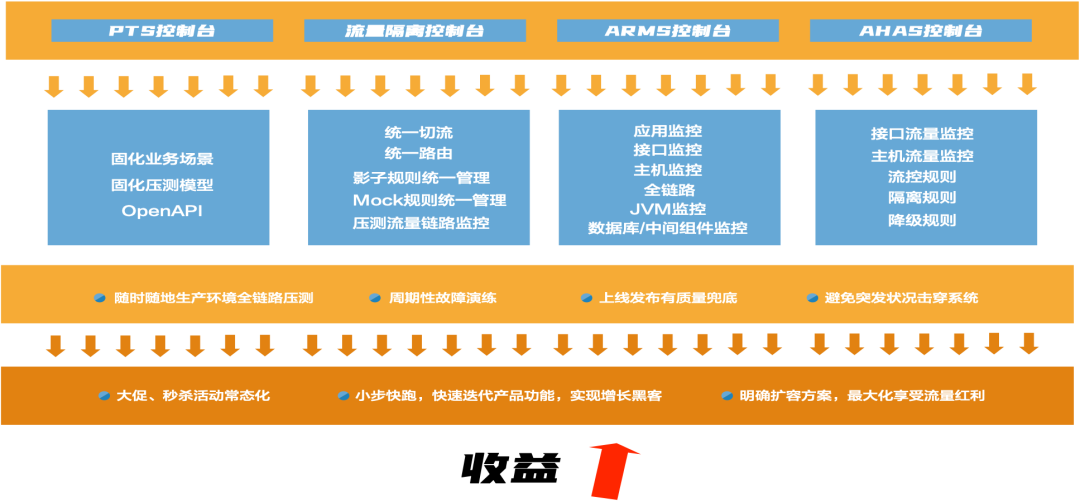 PTS控制台
流量隔离控制台
ARMS控制台
AHAS控制台
固化业务场景
固化压测模型
OpenAPI
统一切流
统一路由
影子规则统一管理
Mock规则统一管理
压测流量链路监控
应用监控
接口监控
主机监控
全链路
JVM监控
数据库/中间组件监控
接口流量监控
主机流量监控
流控规则
隔离规则
降级规则
随时随地生产环境全链路压测
周期性故障演练
上线发布有质量兜底
避免突发状况击穿系统
大促、秒杀活动常态化
小步快跑，快速迭代产品功能，实现增长黑客
明确扩容方案，最大化享受流量红利
收益